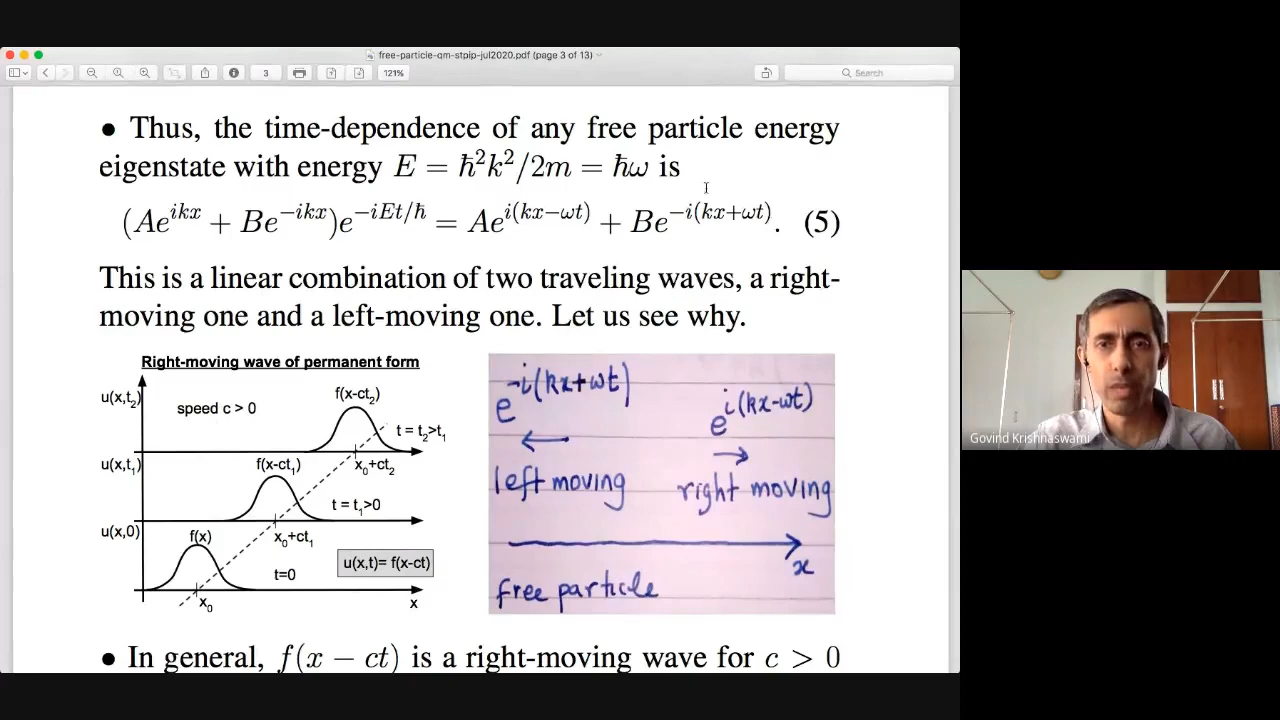 free-particle-qm-stpip-jul2020.pdf (page 3 of 13)
3
121%
Search
● Thus, the time-dependence of any free particle energy
eigenstate with energy E = ħ²k²/2m = ħω is
(Ae^{ikx} + Be^{−ikx})e^{−iEt/ħ} = Ae^{i(kx−ωt)} + Be^{−i(kx+ωt)}. (5)
This is a linear combination of two traveling waves, a right-
moving one and a left-moving one. Let us see why.
Right-moving wave of permanent form
u(x,t₂)
speed c > 0
f(x-ct₂)
t = t₂>t₁
x₀+ct₂
u(x,t₁)
f(x-ct₁)
t = t₁>0
x₀+ct₁
u(x,0)
f(x)
t=0
u(x,t)= f(x-ct)
x₀
x
e^{-i(kx+ωt)}
e^{i(kx-ωt)}
left moving
right moving
x
free particle
● In general, f(x − ct) is a right-moving wave for c > 0
Govind Krishnaswami